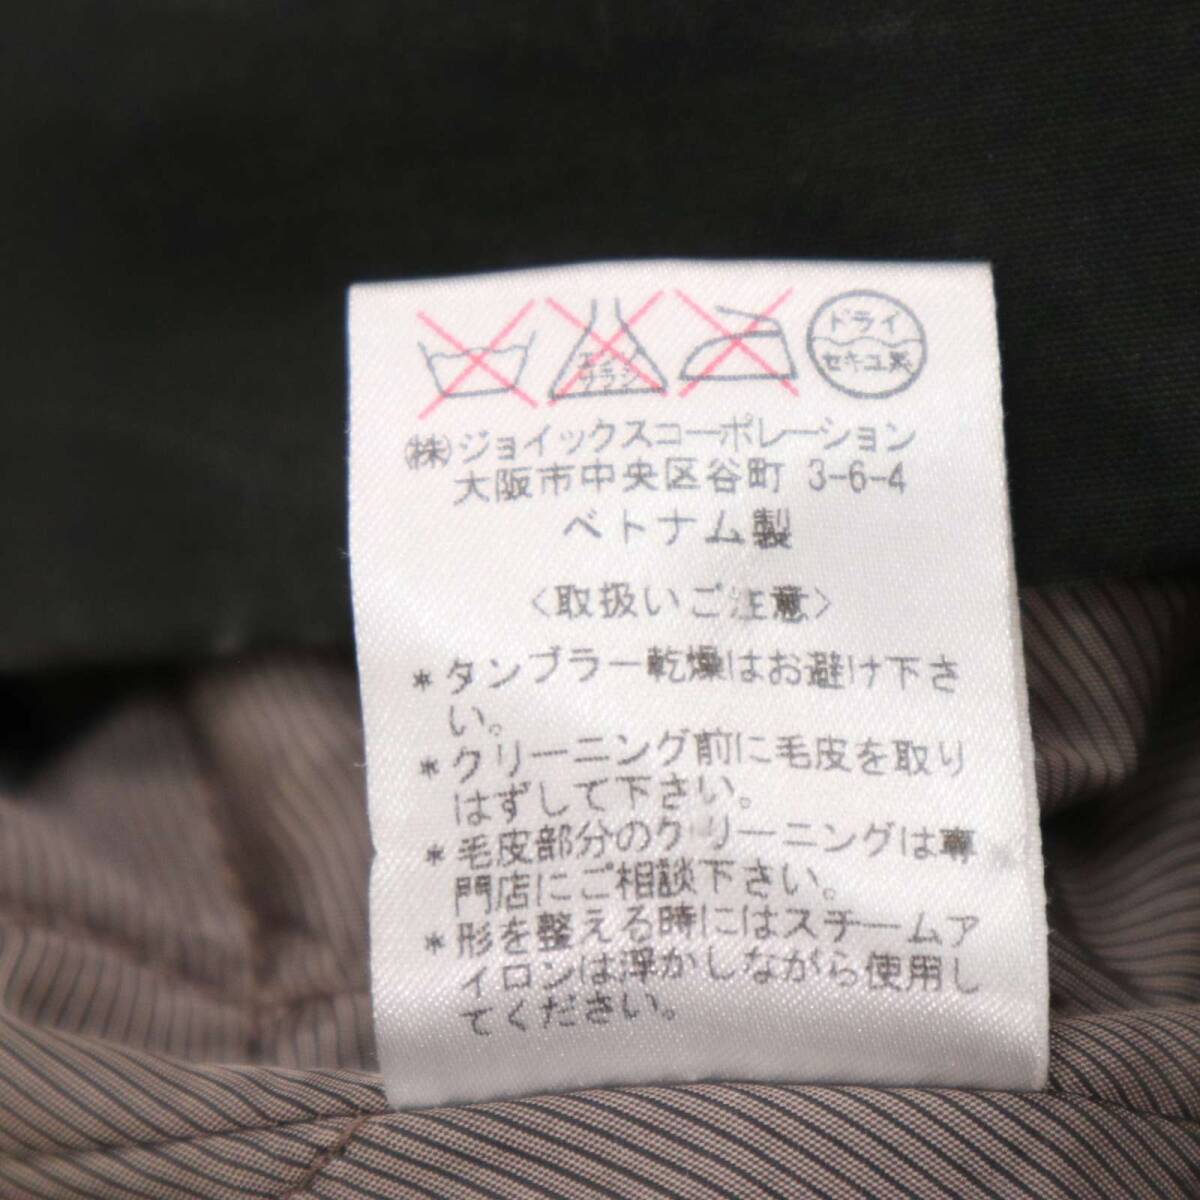 エンソ
サラシ
ドライ
セキユ系
㈱ジョイックスコーポレーション
大阪市中央区谷町 3-6-4
ベトナム製
〈取扱いご注意〉
*タンブラー乾燥はお避け下さ
い。
*クリーニング前に毛皮を取り
はずして下さい。
*毛皮部分のクリーニングは専
門店にご相談下さい。
*形を整える時にはスチームア
イロンは浮かしながら使用し
てください。